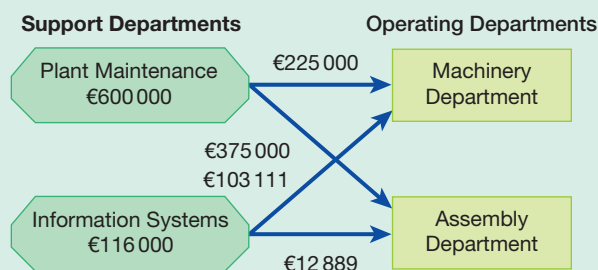 Support Departments
Operating Departments
Plant Maintenance
€600 000
€225 000
Machinery
Department
€375 000
€103 111
Information Systems
€116 000
Assembly
Department
€12 889